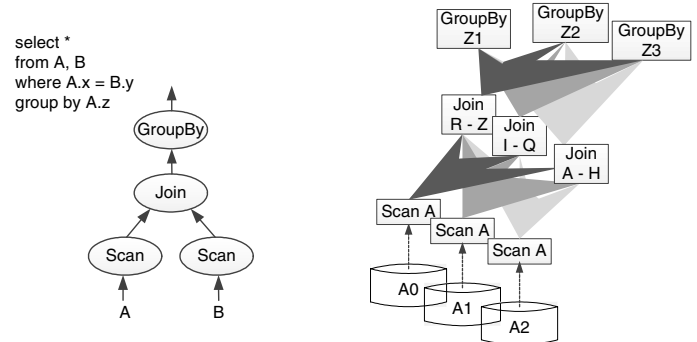 select *
from A, B
where A.x = B.y
group by A.z
GroupBy
Join
Scan
Scan
A
B
GroupBy
Z1
GroupBy
Z2
GroupBy
Z3
Join
R - Z
Join
I - Q
Join
A - H
Scan A
Scan A
Scan A
A0
A1
A2